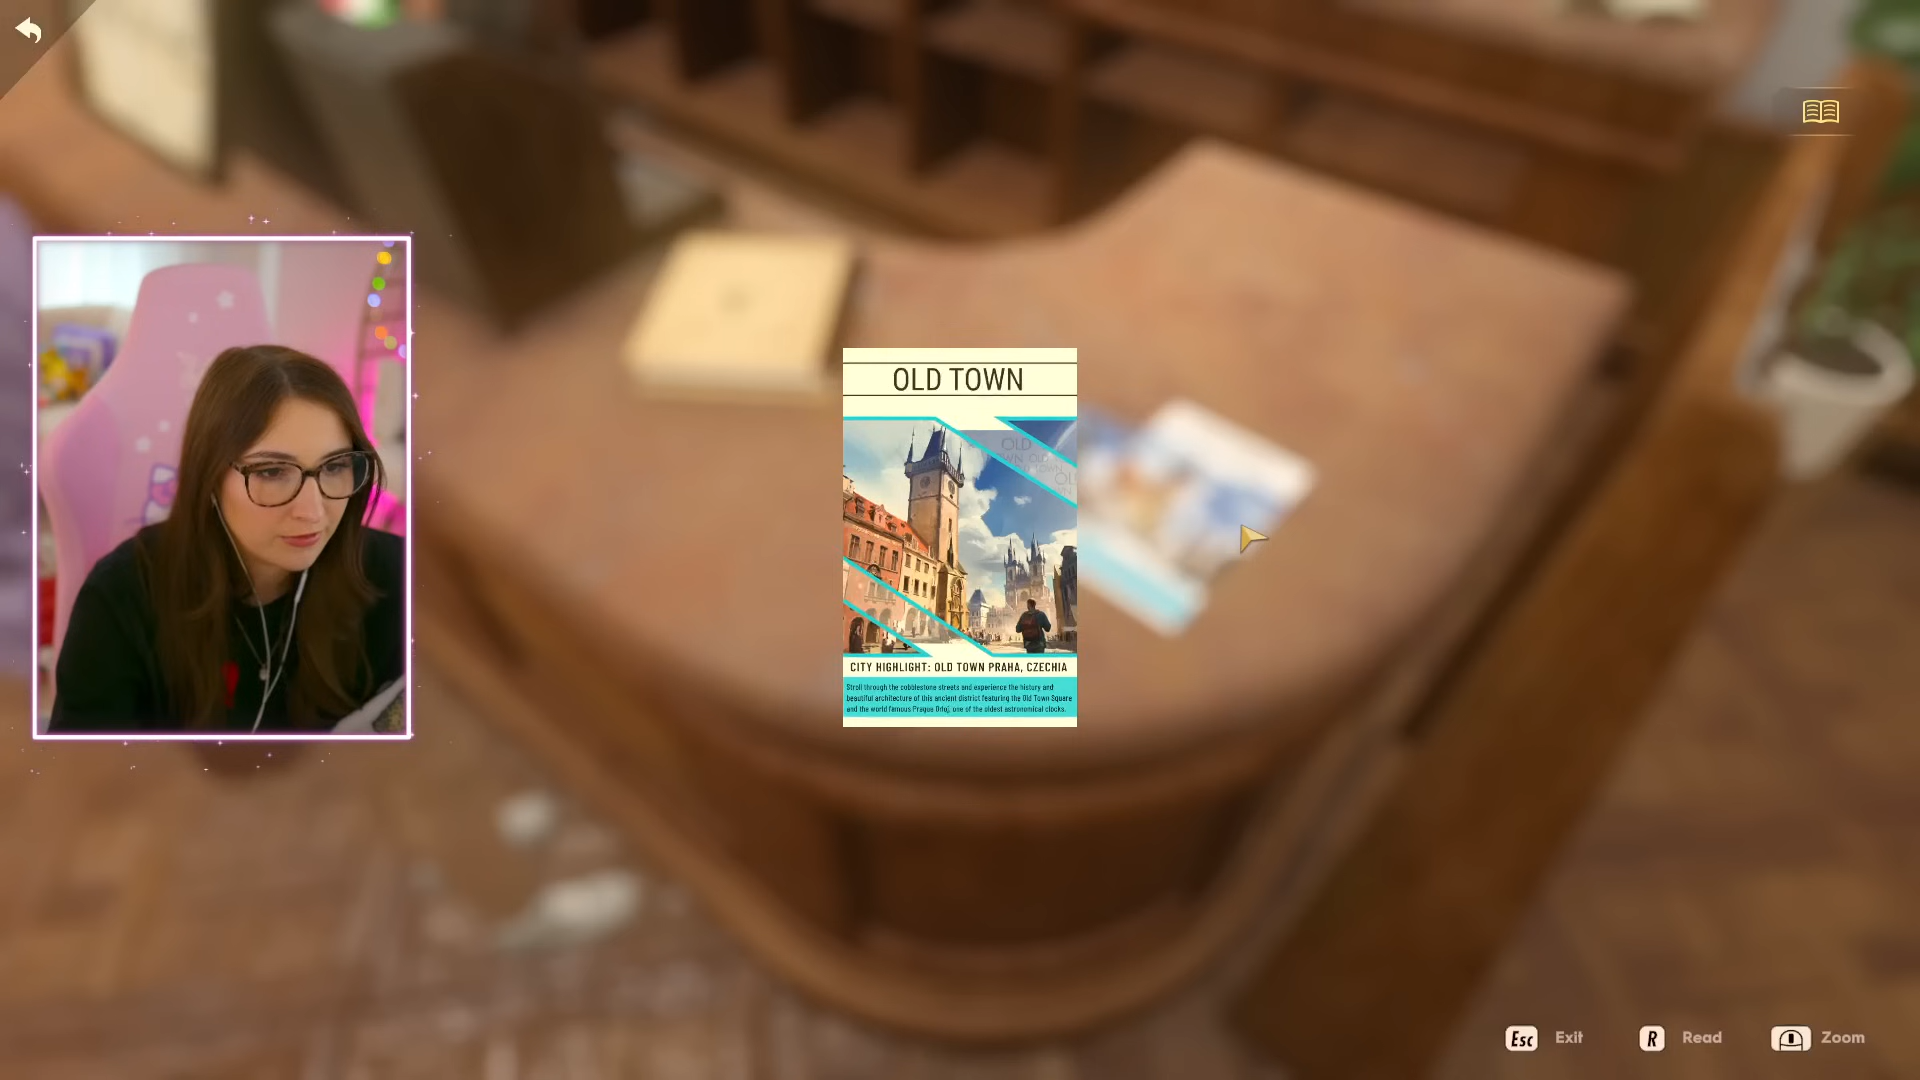 OLD TOWN
OLD
CITY HIGHLIGHT: OLD TOWN PRAHA, CZECHIA
Stroll through the cobblestone streets and experience the history and
beautiful architecture of this ancient district featuring the Old Town Square
and the world famous Prague Orloj, one of the oldest astronomical clocks.
Esc Exit
R Read
Zoom